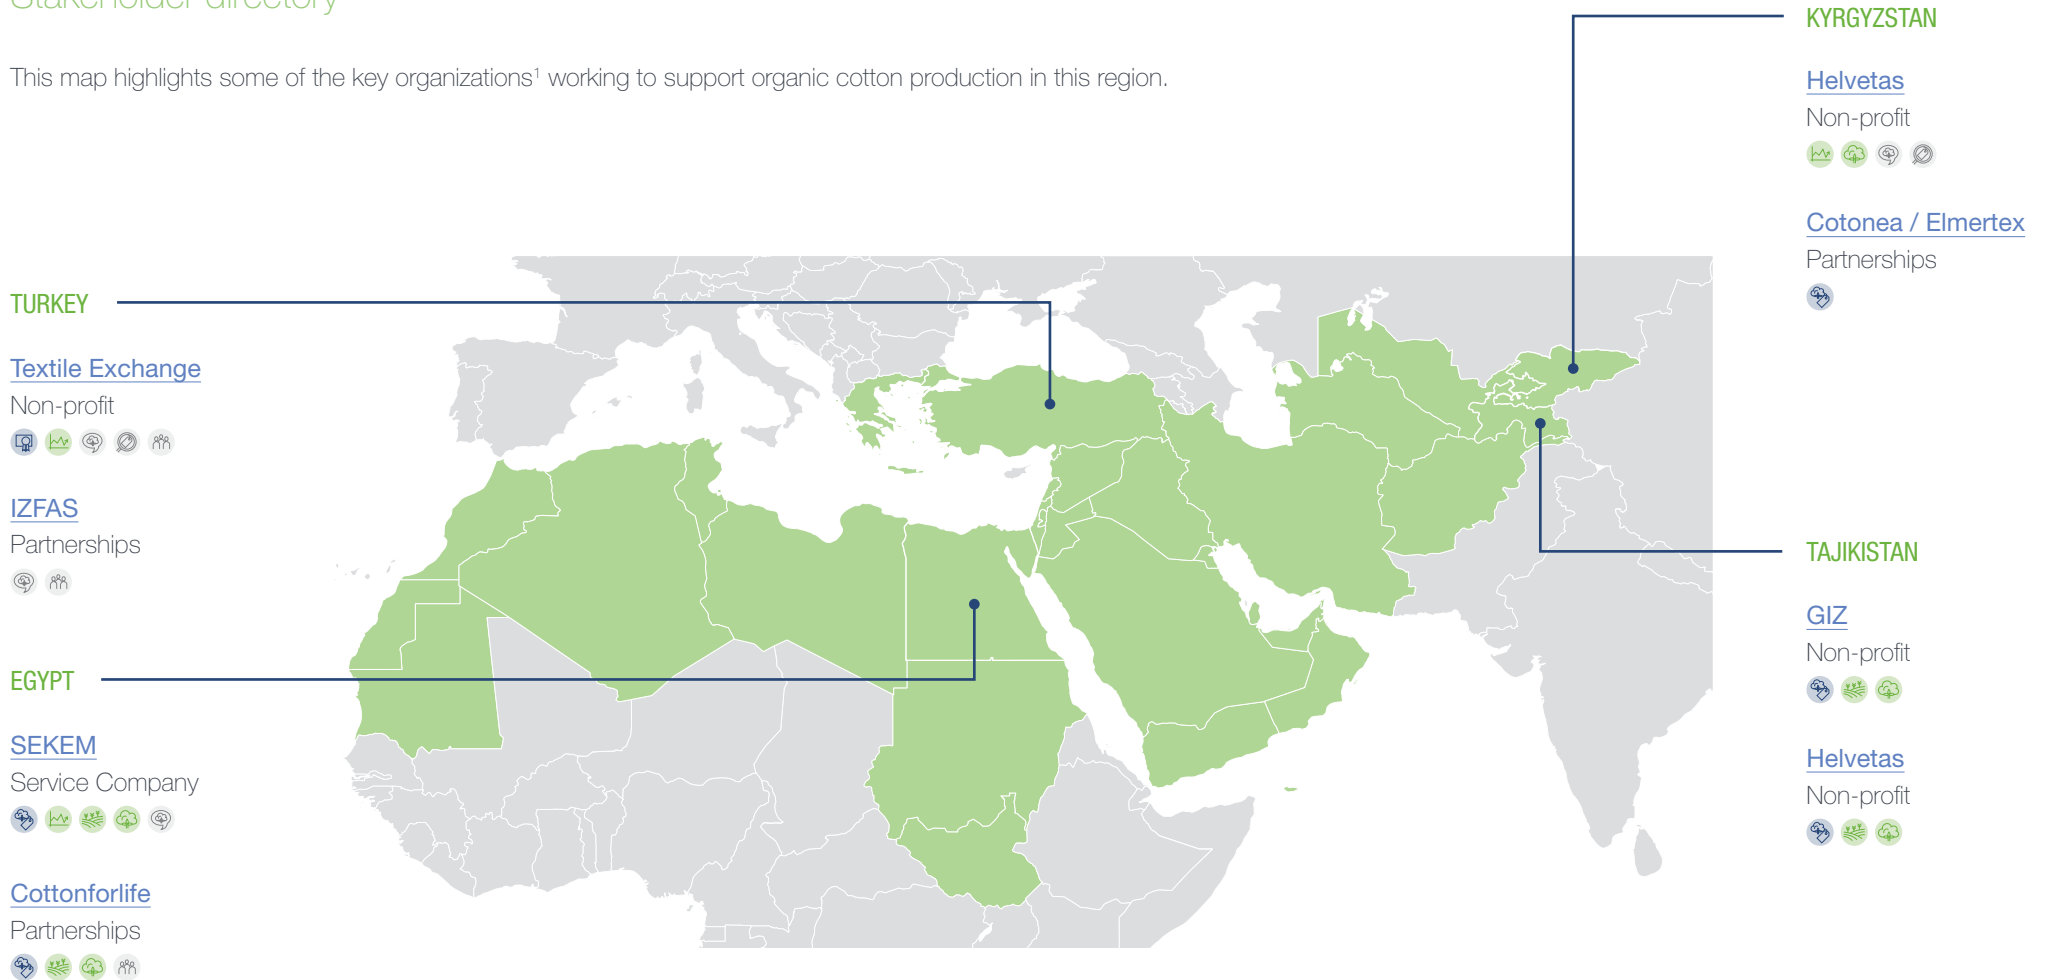 Stakeholder directory
This map highlights some of the key organizations¹ working to support organic cotton production in this region.
KYRGYZSTAN
Helvetas
Non-profit
Cotonea / Elmertex
Partnerships
TURKEY
Textile Exchange
Non-profit
IZFAS
Partnerships
EGYPT
SEKEM
Service Company
Cottonforlife
Partnerships
TAJIKISTAN
GIZ
Non-profit
Helvetas
Non-profit